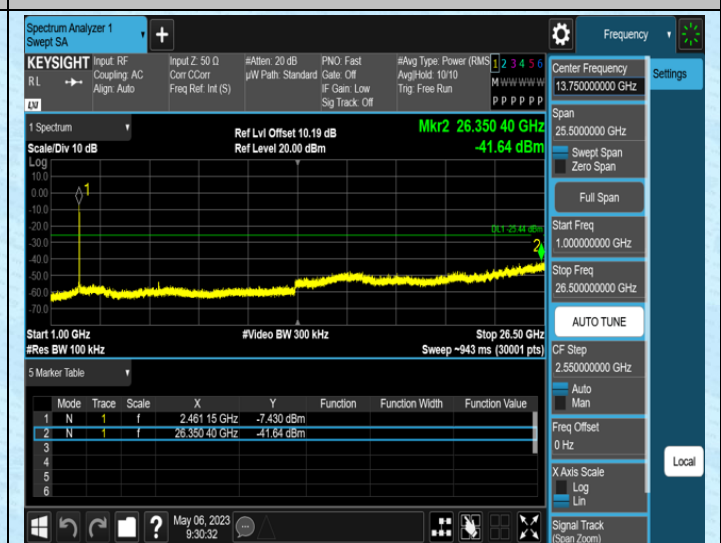 Spectrum Analyzer 1
Swept SA
+
Frequency
KEYSIGHT
RL
LXI
Input: RF
Coupling: AC
Align: Auto
Input Z: 50 Ω
Corr CCorr
Freq Ref: Int (S)
#Atten: 20 dB
µW Path: Standard
PNO: Fast
Gate: Off
IF Gain: Low
Sig Track: Off
#Avg Type: Power (RMS
Avg|Hold: 10/10
Trig: Free Run
1 2 3 4 5 6
M W W W W W
P P P P P P
1 Spectrum
Scale/Div 10 dB
Ref Lvl Offset 10.19 dB
Ref Level 20.00 dBm
Mkr2 26.350 40 GHz
-41.64 dBm
Log
10.0
0.00
-10.0
-20.0
-30.0
-40.0
-50.0
-60.0
-70.0
1
DL1 -25.44 dBm
2
Start 1.00 GHz
#Res BW 100 kHz
#Video BW 300 kHz
Stop 26.50 GHz
Sweep ~943 ms (30001 pts)
5 Marker Table
Mode Trace Scale X Y Function Function Width Function Value
1 N 1 f 2.461 15 GHz -7.430 dBm
2 N 1 f 26.350 40 GHz -41.64 dBm
3
4
5
6
?
May 06, 2023
9:30:32
Center Frequency
13.750000000 GHz
Settings
Span
25.5000000 GHz
Swept Span
Zero Span
Full Span
Start Freq
1.000000000 GHz
Stop Freq
26.500000000 GHz
AUTO TUNE
CF Step
2.550000000 GHz
Auto
Man
Freq Offset
0 Hz
Local
X Axis Scale
Log
Lin
Signal Track
(Span Zoom)